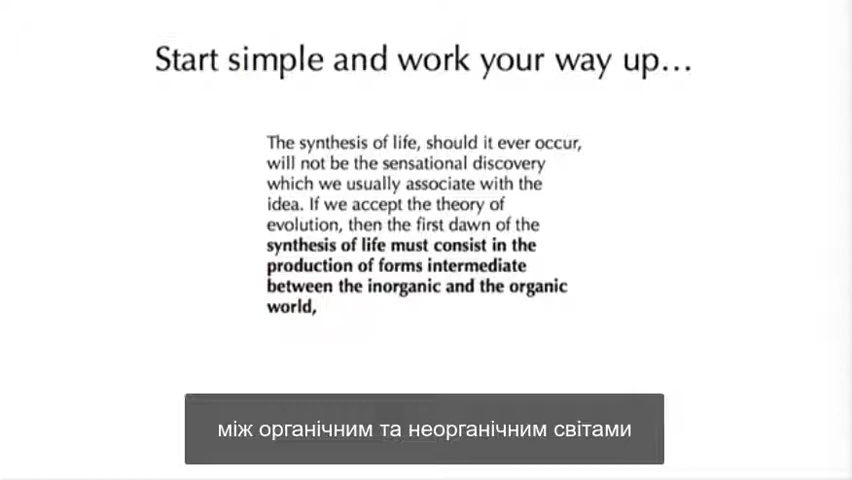 Start simple and work your way up…
The synthesis of life, should it ever occur,
will not be the sensational discovery
which we usually associate with the
idea. If we accept the theory of
evolution, then the first dawn of the
synthesis of life must consist in the
production of forms intermediate
between the inorganic and the organic
world,
між органічним та неорганічним світами